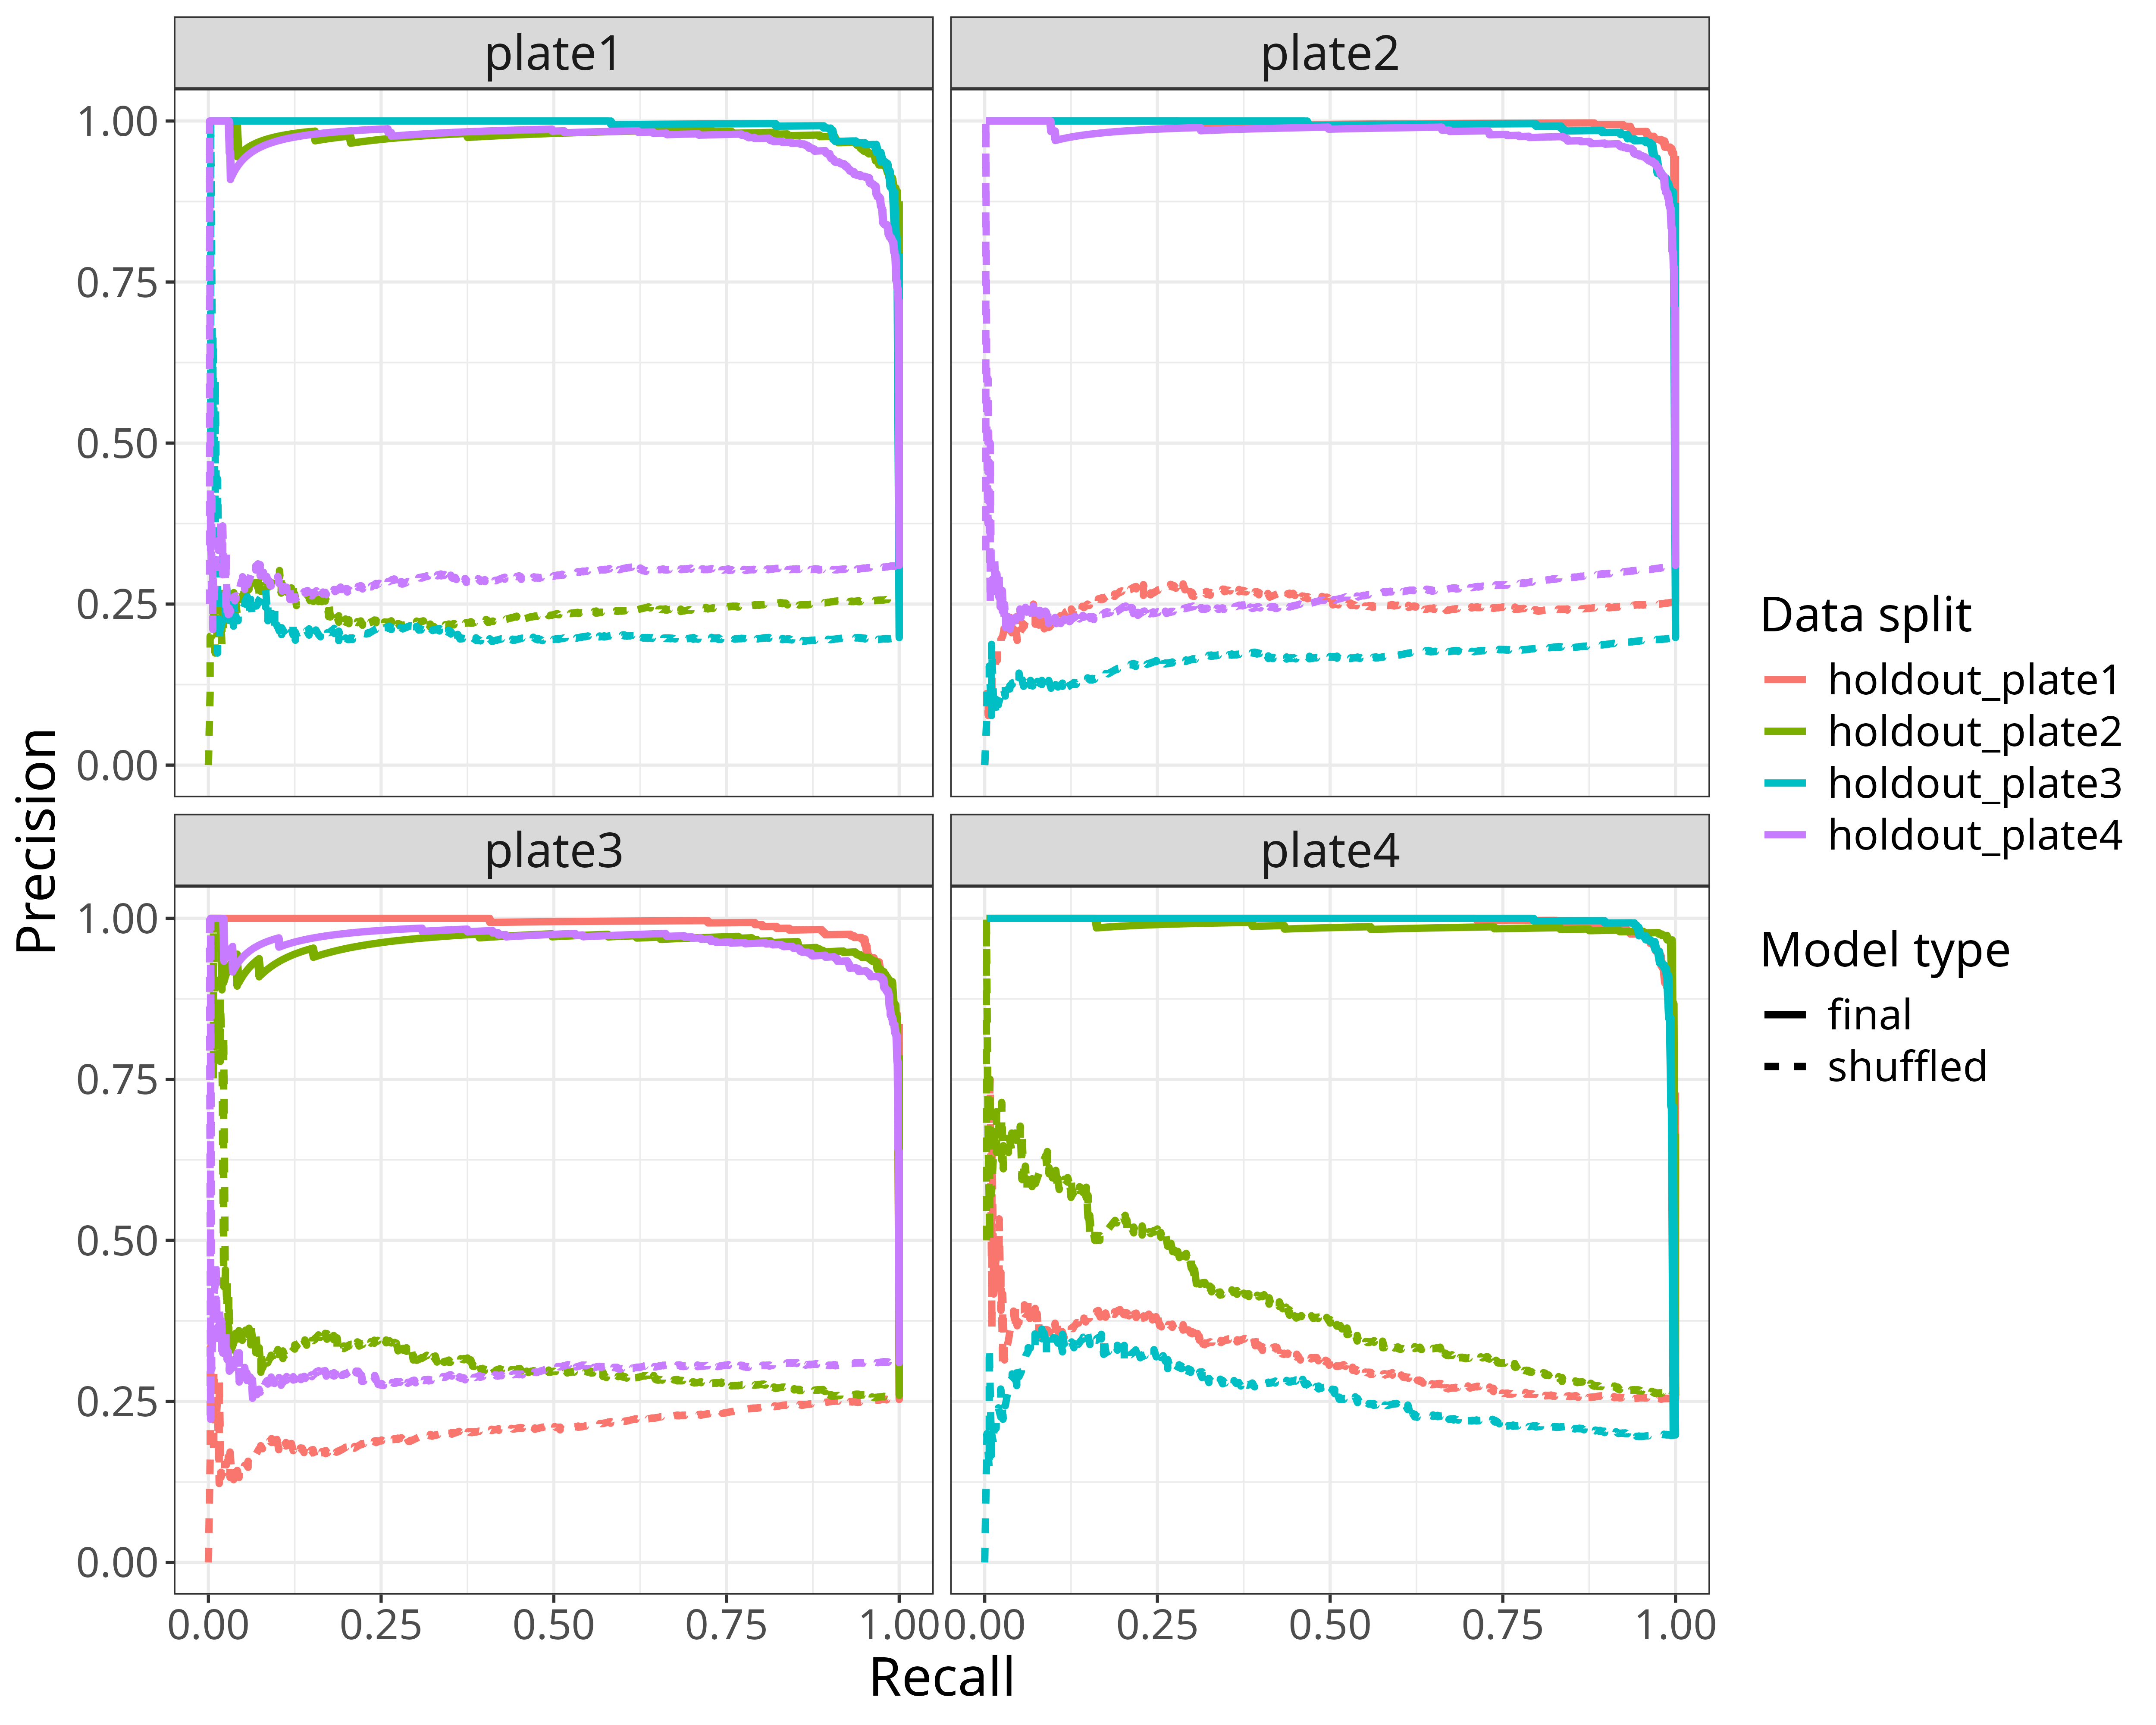 plate1
plate2
1.00
0.75
0.50
0.25
0.00
plate3
plate4
1.00
0.75
0.50
0.25
0.00
0.00 0.25 0.50 0.75 1.00
0.00 0.25 0.50 0.75 1.00
Recall
Precision
Data split
holdout_plate1
holdout_plate2
holdout_plate3
holdout_plate4
Model type
final
shuffled